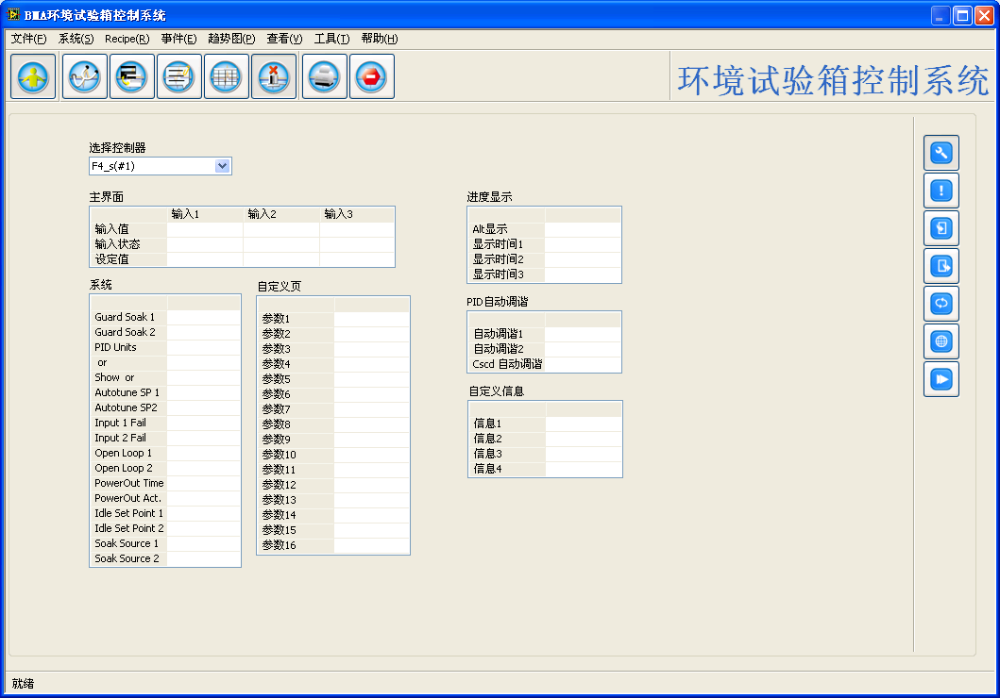 BMA环境试验箱控制系统
文件(F) 系统(S) Recipe(R) 事件(E) 趋势图(P) 查看(V) 工具(T) 帮助(H)
环境试验箱控制系统
选择控制器
F4_s(#1)
主界面
输入1 输入2 输入3
输入值
输入状态
设定值
系统
Guard Soak 1
Guard Soak 2
PID Units
or
Show or
Autotune SP 1
Autotune SP2
Input 1 Fail
Input 2 Fail
Open Loop 1
Open Loop 2
PowerOut Time
PowerOut Act.
Idle Set Point 1
Idle Set Point 2
Soak Source 1
Soak Source 2
自定义页
参数1
参数2
参数3
参数4
参数5
参数6
参数7
参数8
参数9
参数10
参数11
参数12
参数13
参数14
参数15
参数16
进度显示
Alt显示
显示时间1
显示时间2
显示时间3
PID自动调谐
自动调谐1
自动调谐2
Cscd 自动调谐
自定义信息
信息1
信息2
信息3
信息4
就绪